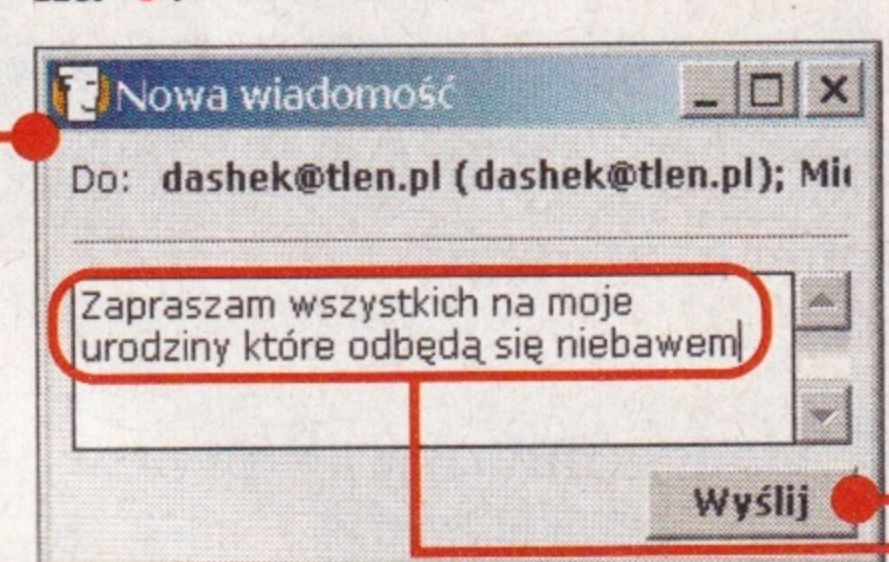 Nowa wiadomość
Do: dashek@tlen.pl (dashek@tlen.pl);
Zapraszam wszystkich na moje
urodziny które odbędą się niebawem
Wyślij